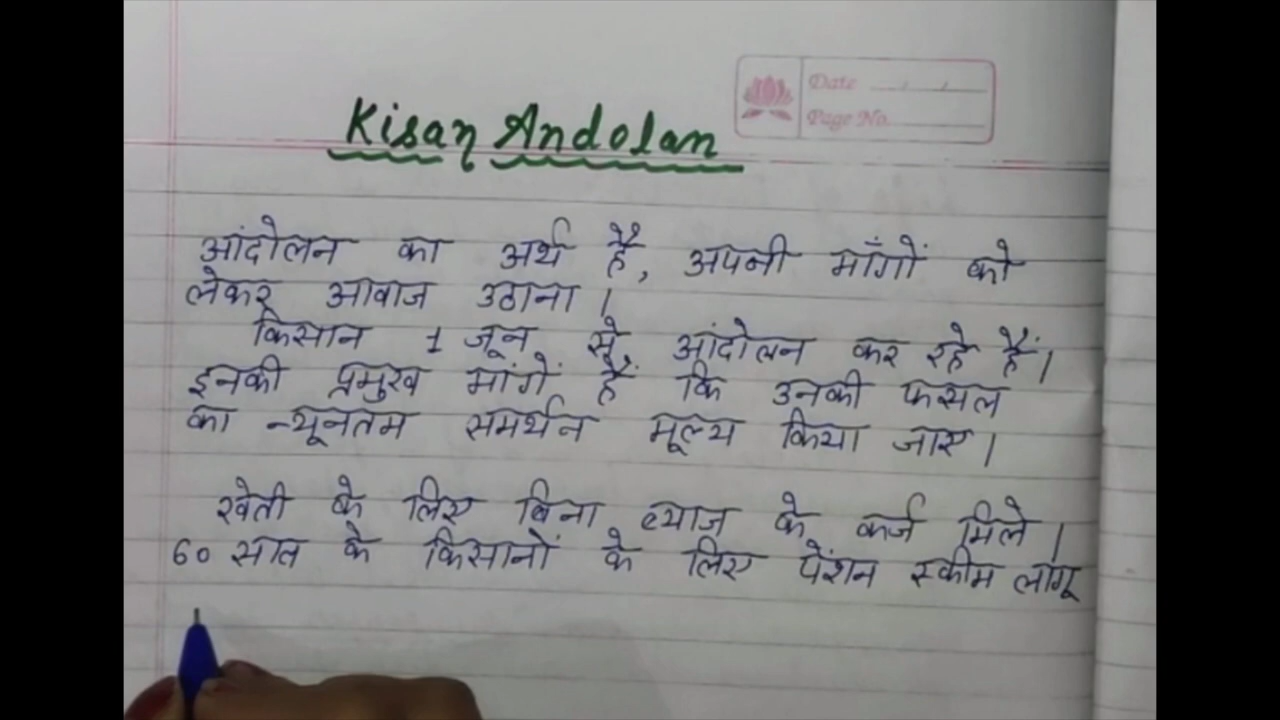 Date
Page No.
Kisan Andolan
आंदोलन का अर्थ है, अपनी माँगों को
लेकर आवाज उठाना।
किसान 1 जून से आंदोलन कर रहे हैं।
इनकी प्रमुख मांगें हैं कि उनकी फसल
का न्यूनतम समर्थन मूल्य किया जाए।
खेती के लिए बिना ब्याज के कर्ज मिले।
60 साल के किसानों के लिए पेंशन स्कीम लागू